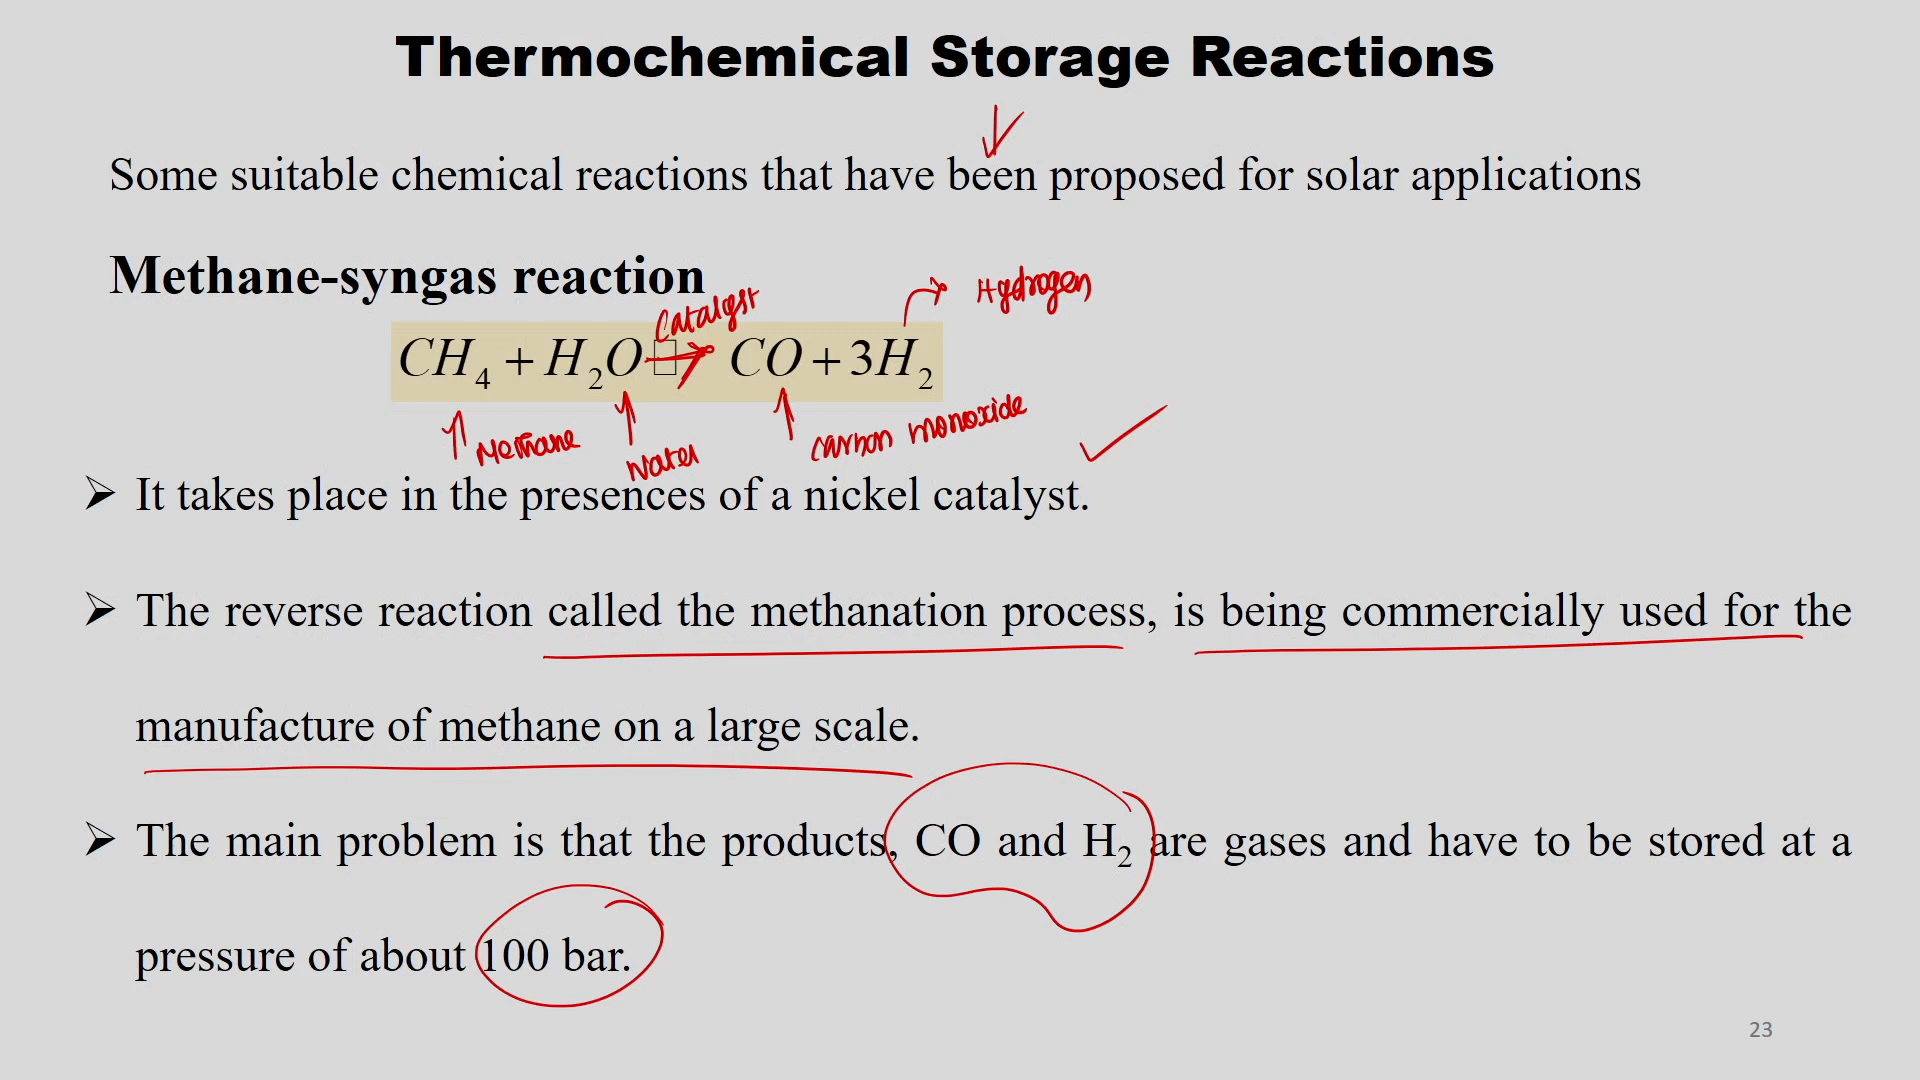 Thermochemical Storage Reactions
Some suitable chemical reactions that have been proposed for solar applications
Methane-syngas reaction
Catalyst
Hydrogen
CH4 + H2O → CO + 3H2
Methane
Water
carbon monoxide
➢ It takes place in the presences of a nickel catalyst.
➢ The reverse reaction called the methanation process, is being commercially used for the
manufacture of methane on a large scale.
➢ The main problem is that the products, CO and H2 are gases and have to be stored at a
pressure of about 100 bar.
23